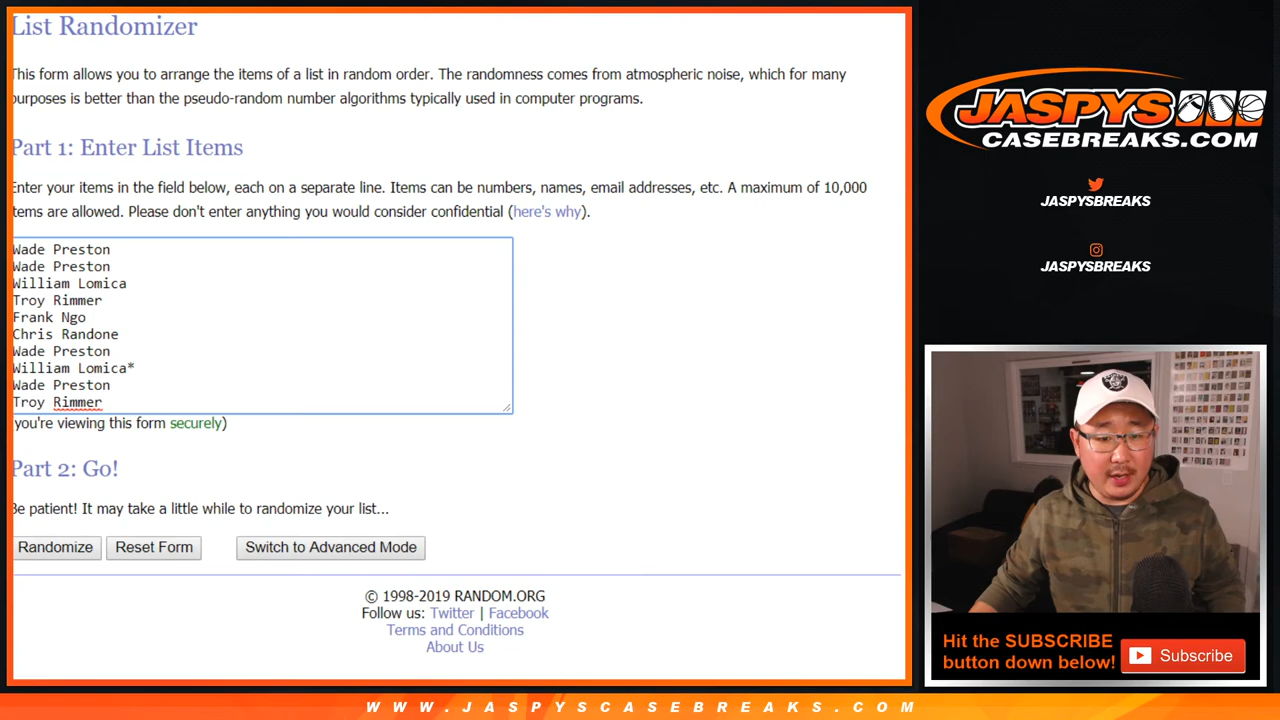 List Randomizer
This form allows you to arrange the items of a list in random order. The randomness comes from atmospheric noise, which for many
purposes is better than the pseudo-random number algorithms typically used in computer programs.
Part 1: Enter List Items
Enter your items in the field below, each on a separate line. Items can be numbers, names, email addresses, etc. A maximum of 10,000
items are allowed. Please don't enter anything you would consider confidential (here's why).
Wade Preston
Wade Preston
William Lomica
Troy Rimmer
Frank Ngo
Chris Randone
Wade Preston
William Lomica*
Wade Preston
Troy Rimmer
you're viewing this form securely)
Part 2: Go!
Be patient! It may take a little while to randomize your list...
Randomize
Reset Form
Switch to Advanced Mode
© 1998-2019 RANDOM.ORG
Follow us: Twitter | Facebook
Terms and Conditions
About Us
JASPYS
CASEBREAKS.COM
JASPYSBREAKS
JASPYSBREAKS
Hit the SUBSCRIBE
button down below!
Subscribe
WWW.JASPYSCASEBREAKS.COM